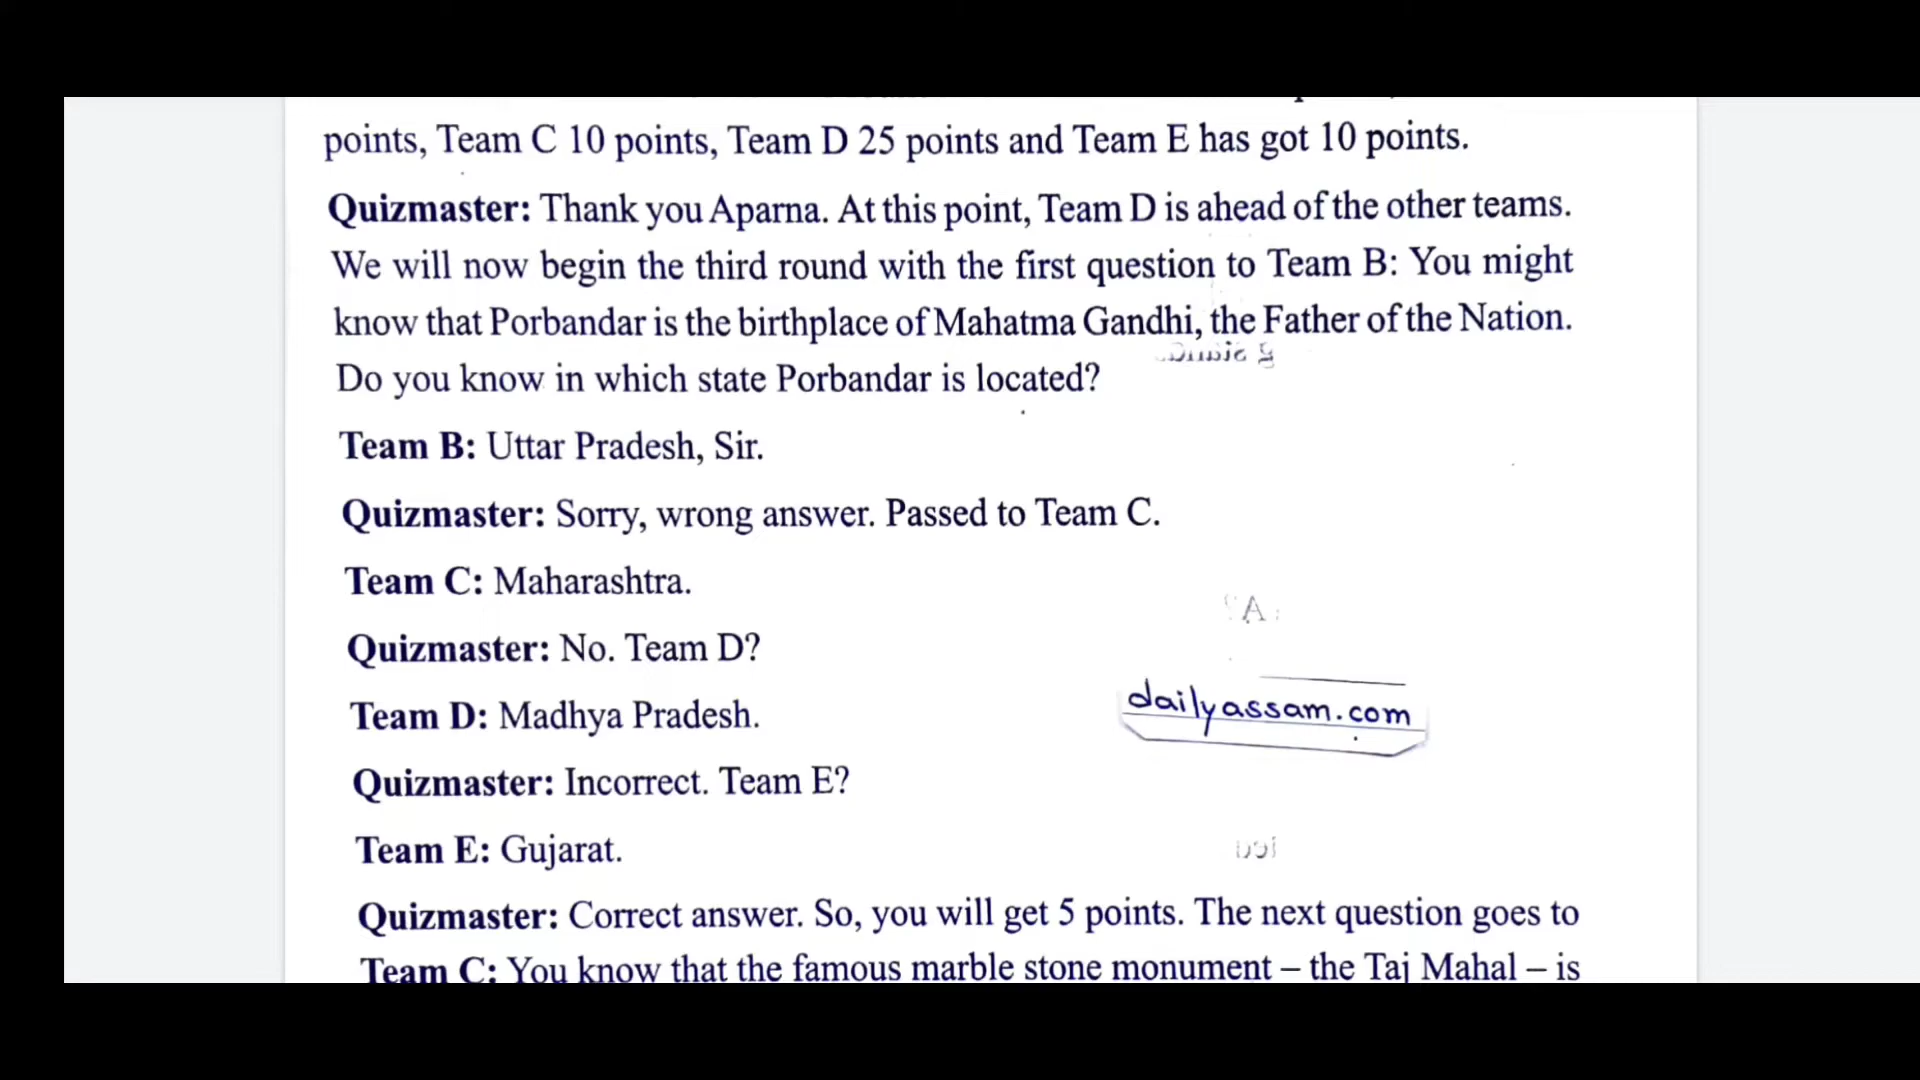 points, Team C 10 points, Team D 25 points and Team E has got 10 points.
Quizmaster: Thank you Aparna. At this point, Team D is ahead of the other teams.
We will now begin the third round with the first question to Team B: You might
know that Porbandar is the birthplace of Mahatma Gandhi, the Father of the Nation.
Do you know in which state Porbandar is located?
Team B: Uttar Pradesh, Sir.
Quizmaster: Sorry, wrong answer. Passed to Team C.
Team C: Maharashtra.
Quizmaster: No. Team D?
Team D: Madhya Pradesh.
dailyassam.com
Quizmaster: Incorrect. Team E?
Team E: Gujarat.
Quizmaster: Correct answer. So, you will get 5 points. The next question goes to
Team C: You know that the famous marble stone monument – the Taj Mahal – is